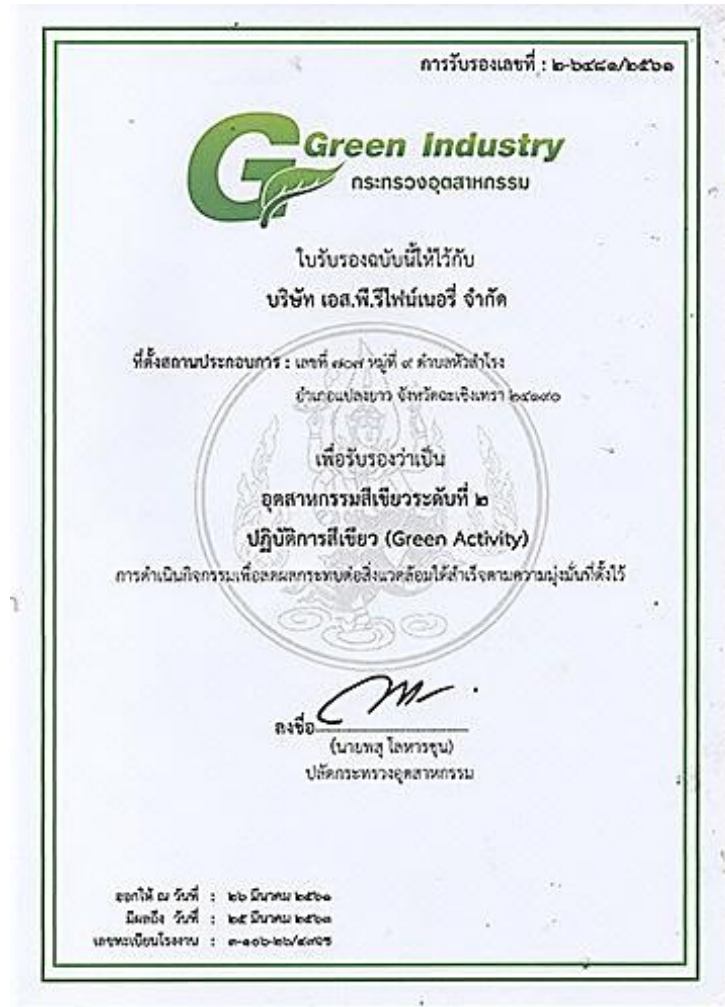 การรับรองเลขที่ : ๒-๖๔๘๑/๒๕๖๑
Green Industry
กระทรวงอุตสาหกรรม
ใบรับรองฉบับนี้ให้ไว้กับ
บริษัท เอส.พี.รีไฟน์เนอรี่ จำกัด
ที่ตั้งสถานประกอบการ : เลขที่ หมู่ที่ ๙ ตำบลหัวสำโรง
อำเภอแปลงยาว จังหวัดฉะเชิงเทรา ๒๔๑๙๐
เพื่อรับรองว่าเป็น
อุตสาหกรรมสีเขียวระดับที่ ๒
ปฏิบัติการสีเขียว (Green Activity)
การดำเนินกิจกรรมเพื่อลดผลกระทบต่อสิ่งแวดล้อมได้สำเร็จตามความมุ่งมั่นที่ตั้งไว้
ลงชื่อ
(นายพสุ โลหารชุน)
ปลัดกระทรวงอุตสาหกรรม
ออกให้ ณ วันที่ : ๒๖ มีนาคม ๒๕๖๑
มีผลถึง วันที่ : ๒๕ มีนาคม ๒๕๖๓
เลขทะเบียนโรงงาน :